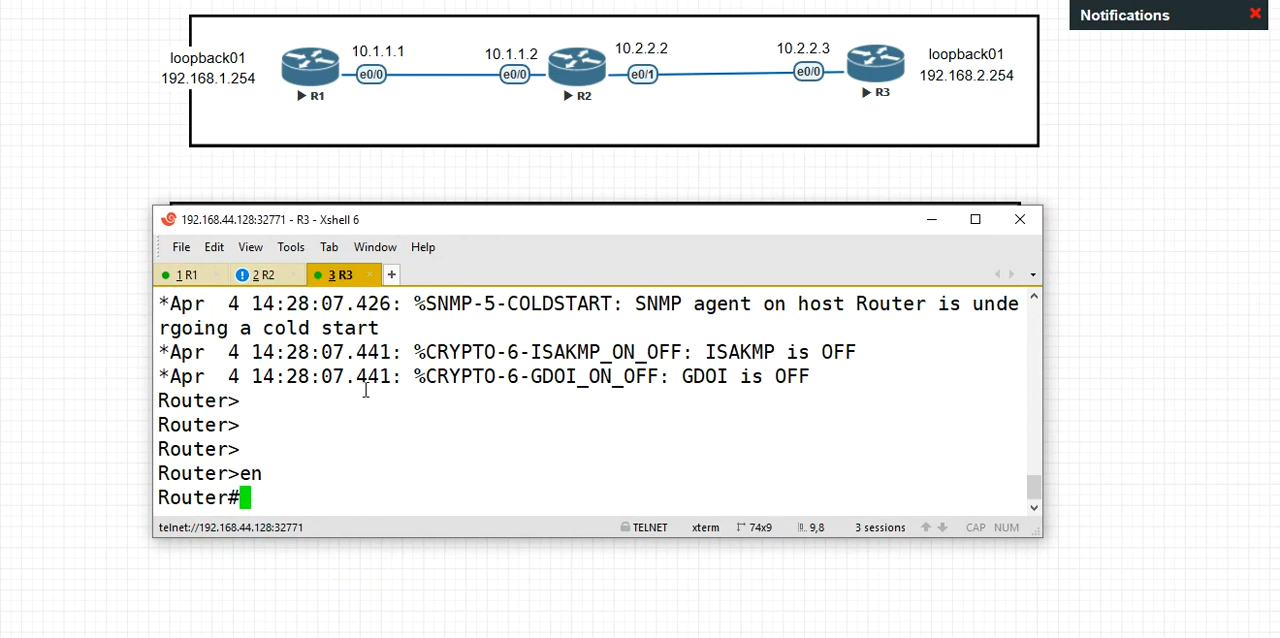 Notifications
loopback01
192.168.1.254
10.1.1.1
e0/0
R1
10.1.1.2
e0/0
R2
10.2.2.2
e0/1
10.2.2.3
e0/0
R3
loopback01
192.168.2.254
192.168.44.128:32771 - R3 - Xshell 6
File Edit View Tools Tab Window Help
1 R1 2 R2 3 R3 +
*Apr  4 14:28:07.426: %SNMP-5-COLDSTART: SNMP agent on host Router is unde
rgoing a cold start
*Apr  4 14:28:07.441: %CRYPTO-6-ISAKMP_ON_OFF: ISAKMP is OFF
*Apr  4 14:28:07.441: %CRYPTO-6-GDOI_ON_OFF: GDOI is OFF
Router>
Router>
Router>
Router>en
Router#
telnet://192.168.44.128:32771 TELNET xterm 74x9 9,8 3 sessions CAP NUM